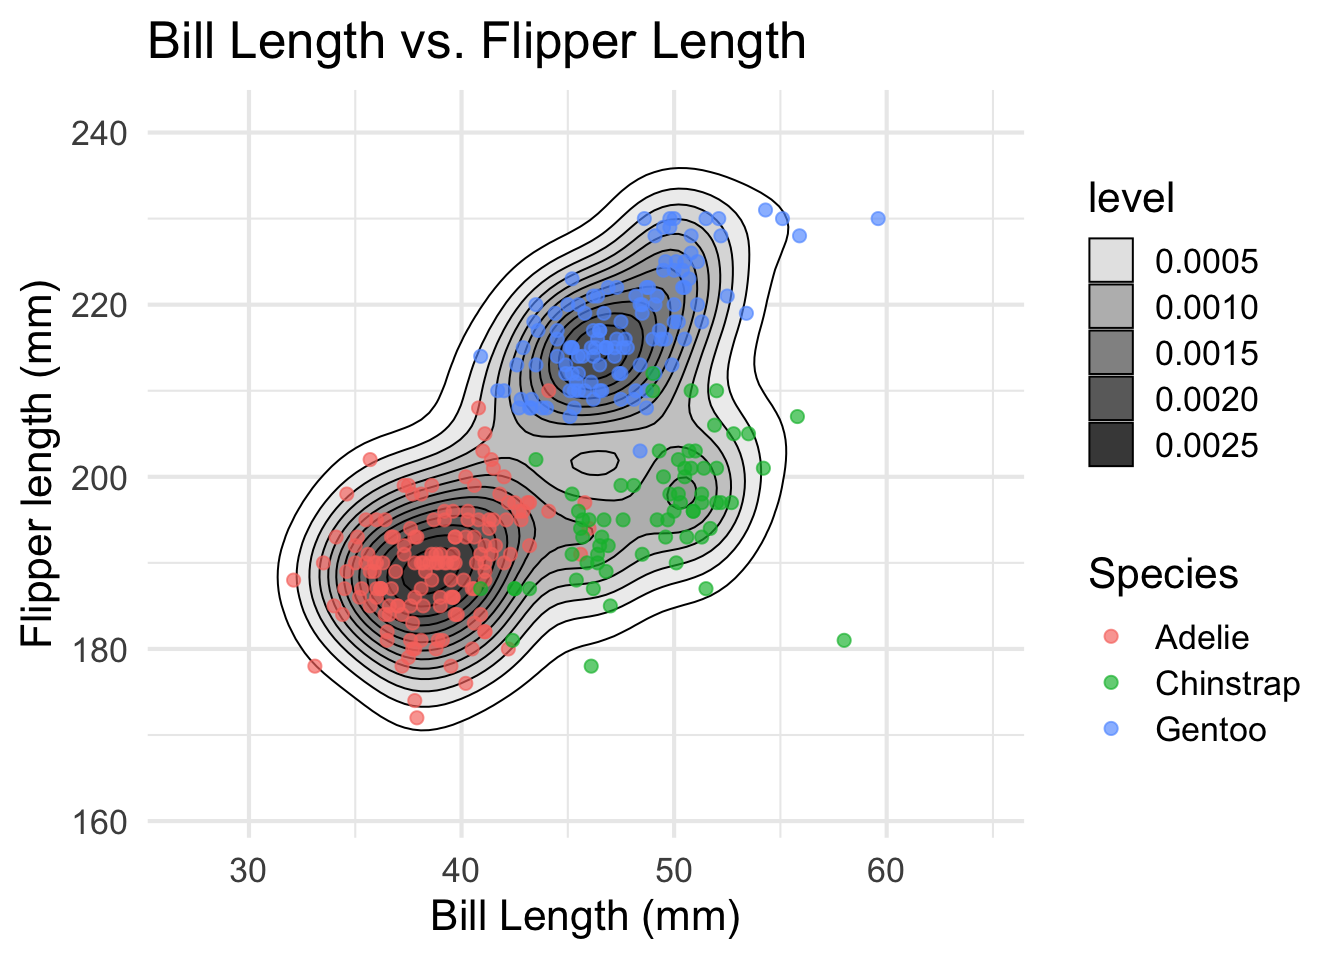 Bill Length vs. Flipper Length
240
220
200
180
160
Flipper length (mm)
30 40 50 60
Bill Length (mm)
level
0.0005
0.0010
0.0015
0.0020
0.0025
Species
Adelie
Chinstrap
Gentoo